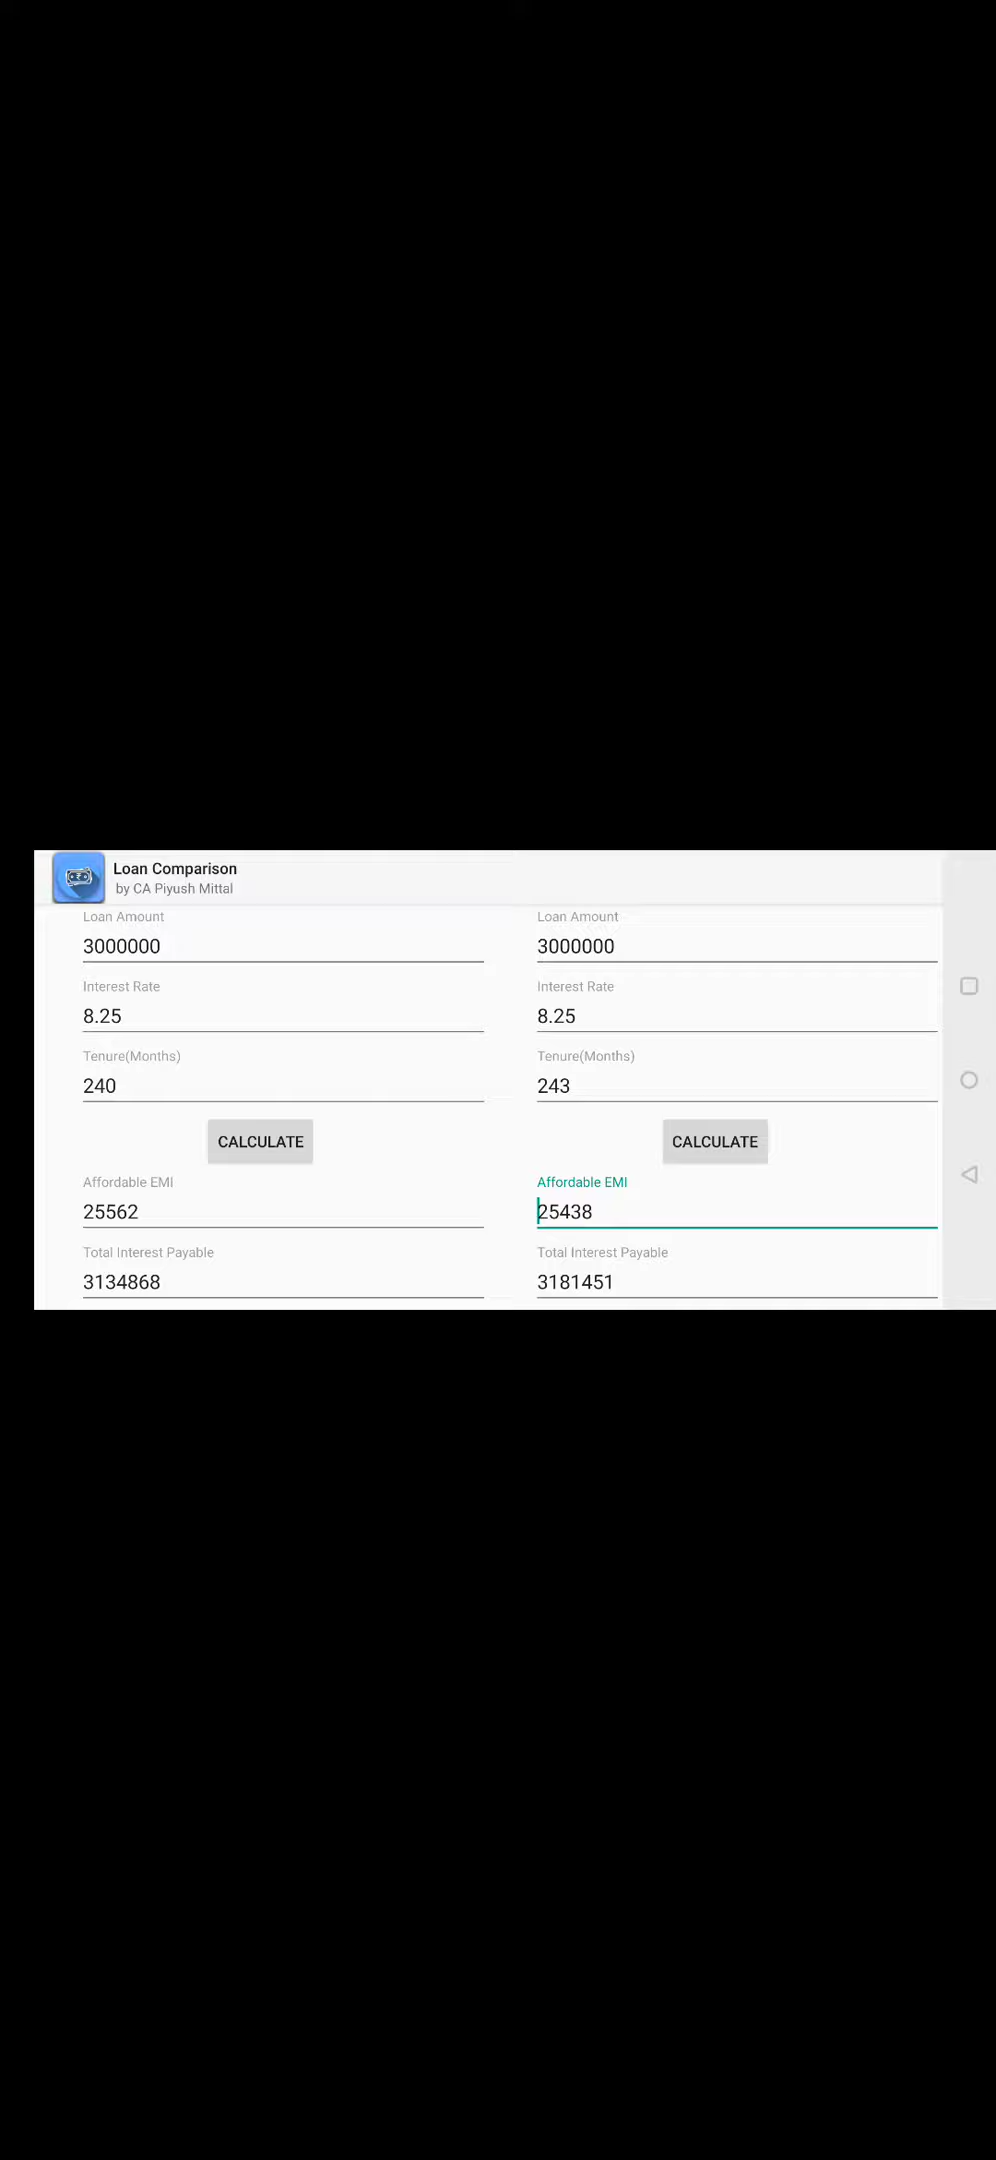 Loan Comparison
by CA Piyush Mittal
Loan Amount
3000000
Interest Rate
8.25
Tenure(Months)
240
CALCULATE
Affordable EMI
25562
Total Interest Payable
3134868
Loan Amount
3000000
Interest Rate
8.25
Tenure(Months)
243
CALCULATE
Affordable EMI
25438
Total Interest Payable
3181451